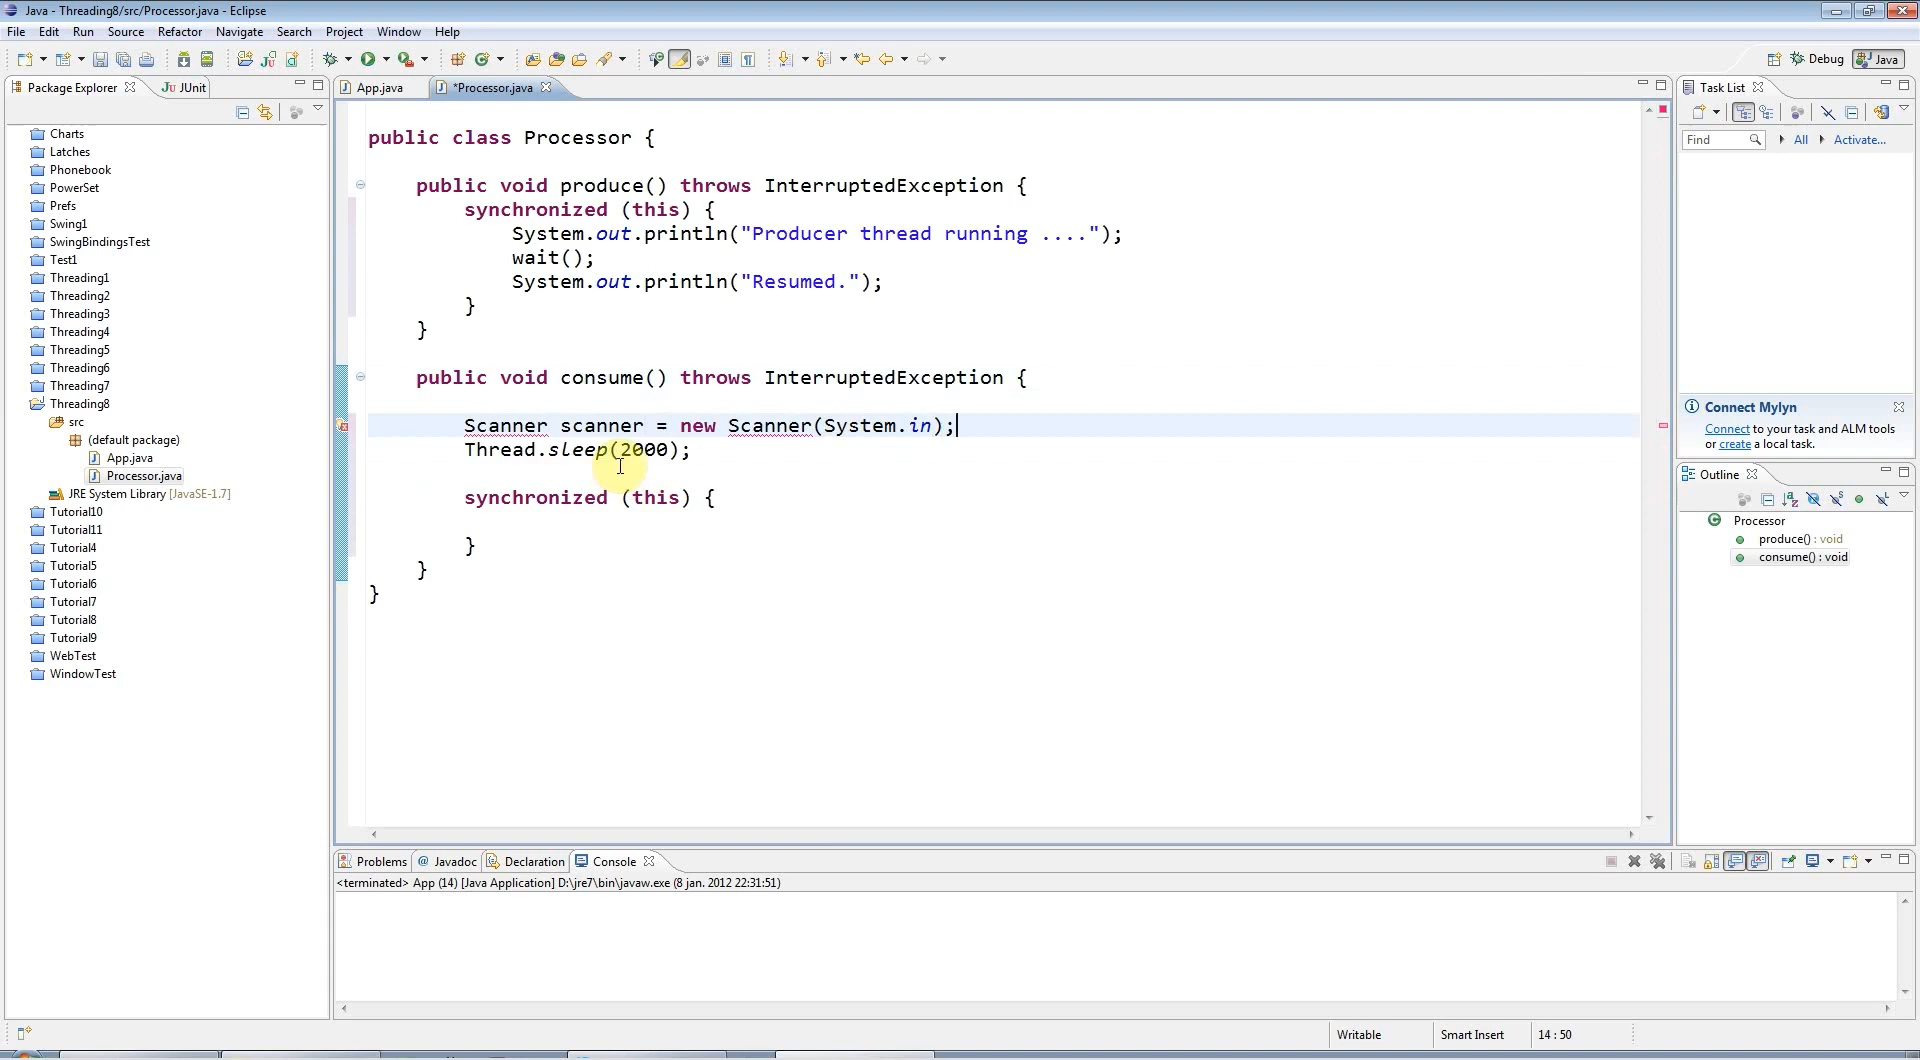 Java - Threading8/src/Processor.java - Eclipse
File Edit Run Source Refactor Navigate Search Project Window Help
Debug Java
Package Explorer JUnit
Charts
Latches
Phonebook
PowerSet
Prefs
Swing1
SwingBindingsTest
Test1
Threading1
Threading2
Threading3
Threading4
Threading5
Threading6
Threading7
Threading8
src
(default package)
App.java
Processor.java
JRE System Library [JavaSE-1.7]
Tutorial10
Tutorial11
Tutorial4
Tutorial5
Tutorial6
Tutorial7
Tutorial8
Tutorial9
WebTest
WindowTest
App.java *Processor.java
public class Processor {
public void produce() throws InterruptedException {
synchronized (this) {
System.out.println("Producer thread running ....");
wait();
System.out.println("Resumed.");
}
}
public void consume() throws InterruptedException {
Scanner scanner = new Scanner(System.in);
Thread.sleep(2000);
synchronized (this) {
}
}
}
Task List
Find All Activate...
Connect Mylyn
Connect to your task and ALM tools
or create a local task.
Outline
Processor
produce() : void
consume() : void
Problems @ Javadoc Declaration Console
<terminated> App (14) [Java Application] D:\jre7\bin\javaw.exe (8 jan. 2012 22:31:51)
Writable Smart Insert 14 : 50